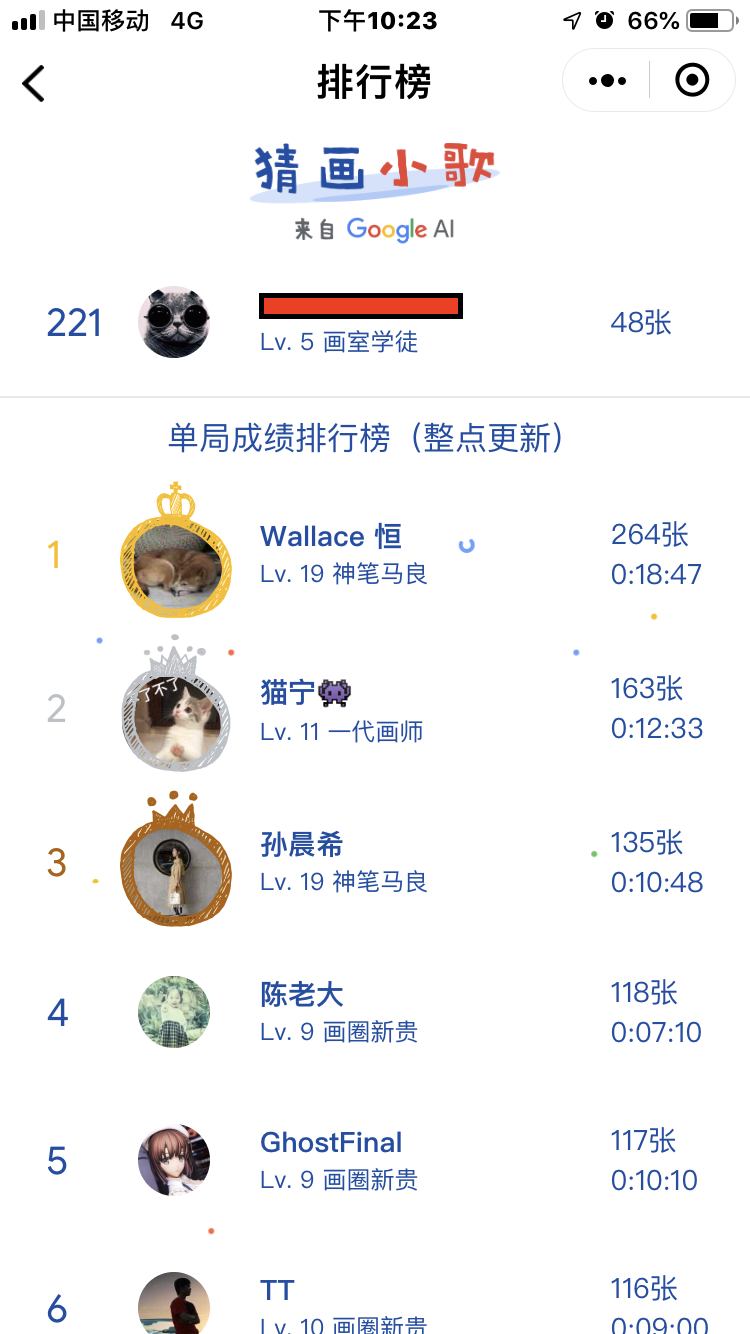 中国移动 4G 下午10:23 66%
排行榜
猜画小歌
来自 Google AI
221
Lv. 5 画室学徒
48张
单局成绩排行榜（整点更新）
1
Wallace 恒
Lv. 19 神笔马良
264张
0:18:47
了不了
2
猫宁👾
Lv. 11 一代画师
163张
0:12:33
3
孙晨希
Lv. 19 神笔马良
135张
0:10:48
4
陈老大
Lv. 9 画圈新贵
118张
0:07:10
5
GhostFinal
Lv. 9 画圈新贵
117张
0:10:10
6
TT
Lv. 10 画圈新贵
116张
0:09:00